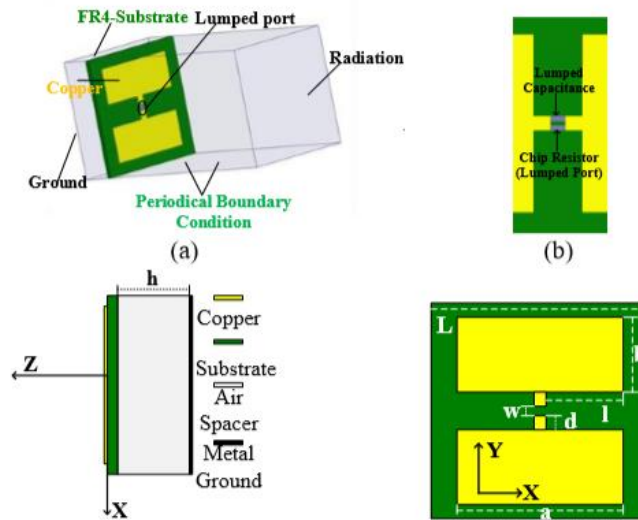 FR4-Substrate
Lumped port
Copper
Radiation
Ground
Periodical Boundary
Condition
(a)
Lumped
Capacitance
Chip Resistor
(Lumped Port)
(b)
h
Z
X
Copper
Substrate
Air
Spacer
Metal
Ground
L
w
l
d
Y
X
a